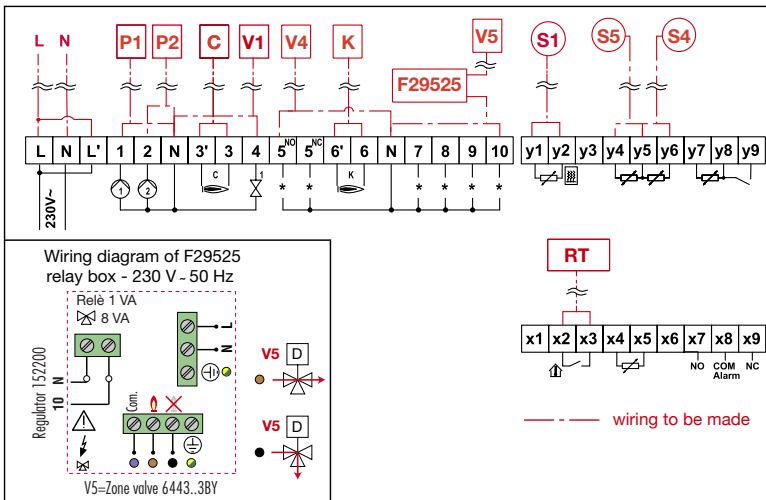 L N P1 P2 C V1 V4 K V5 S1 S5 S4
F29525
L N L' 1 2 N 3' 3 4 5NO 5NC 6' 6 N 7 8 9 10 y1 y2 y3 y4 y5 y6 y7 y8 y9
1 2 C 1 * * K * * * *
230V~
Wiring diagram of F29525
relay box - 230 V ~ 50 Hz
Relè 1 VA
8 VA
L
N
Regulator 152200
N
10
Com.
V5 D
V5 D
V5=Zone valve 6443..3BY
RT
x1 x2 x3 x4 x5 x6 x7 x8 x9
NO COM NC
Alarm
wiring to be made